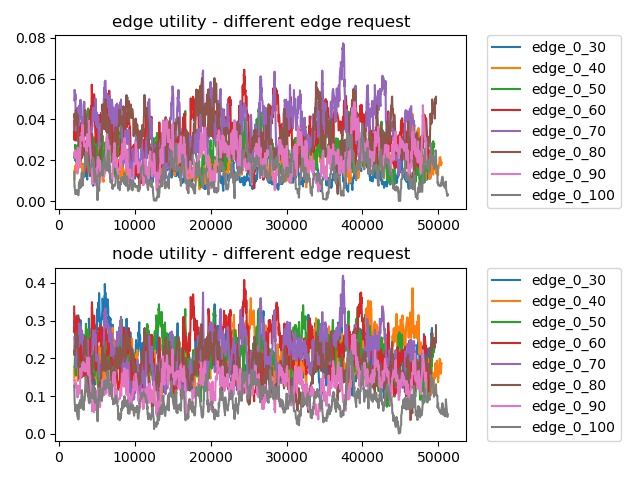 edge utility - different edge request
0.08
0.06
0.04
0.02
0.00
0 10000 20000 30000 40000 50000
edge_0_30
edge_0_40
edge_0_50
edge_0_60
edge_0_70
edge_0_80
edge_0_90
edge_0_100
node utility - different edge request
0.4
0.3
0.2
0.1
0.0
0 10000 20000 30000 40000 50000
edge_0_30
edge_0_40
edge_0_50
edge_0_60
edge_0_70
edge_0_80
edge_0_90
edge_0_100